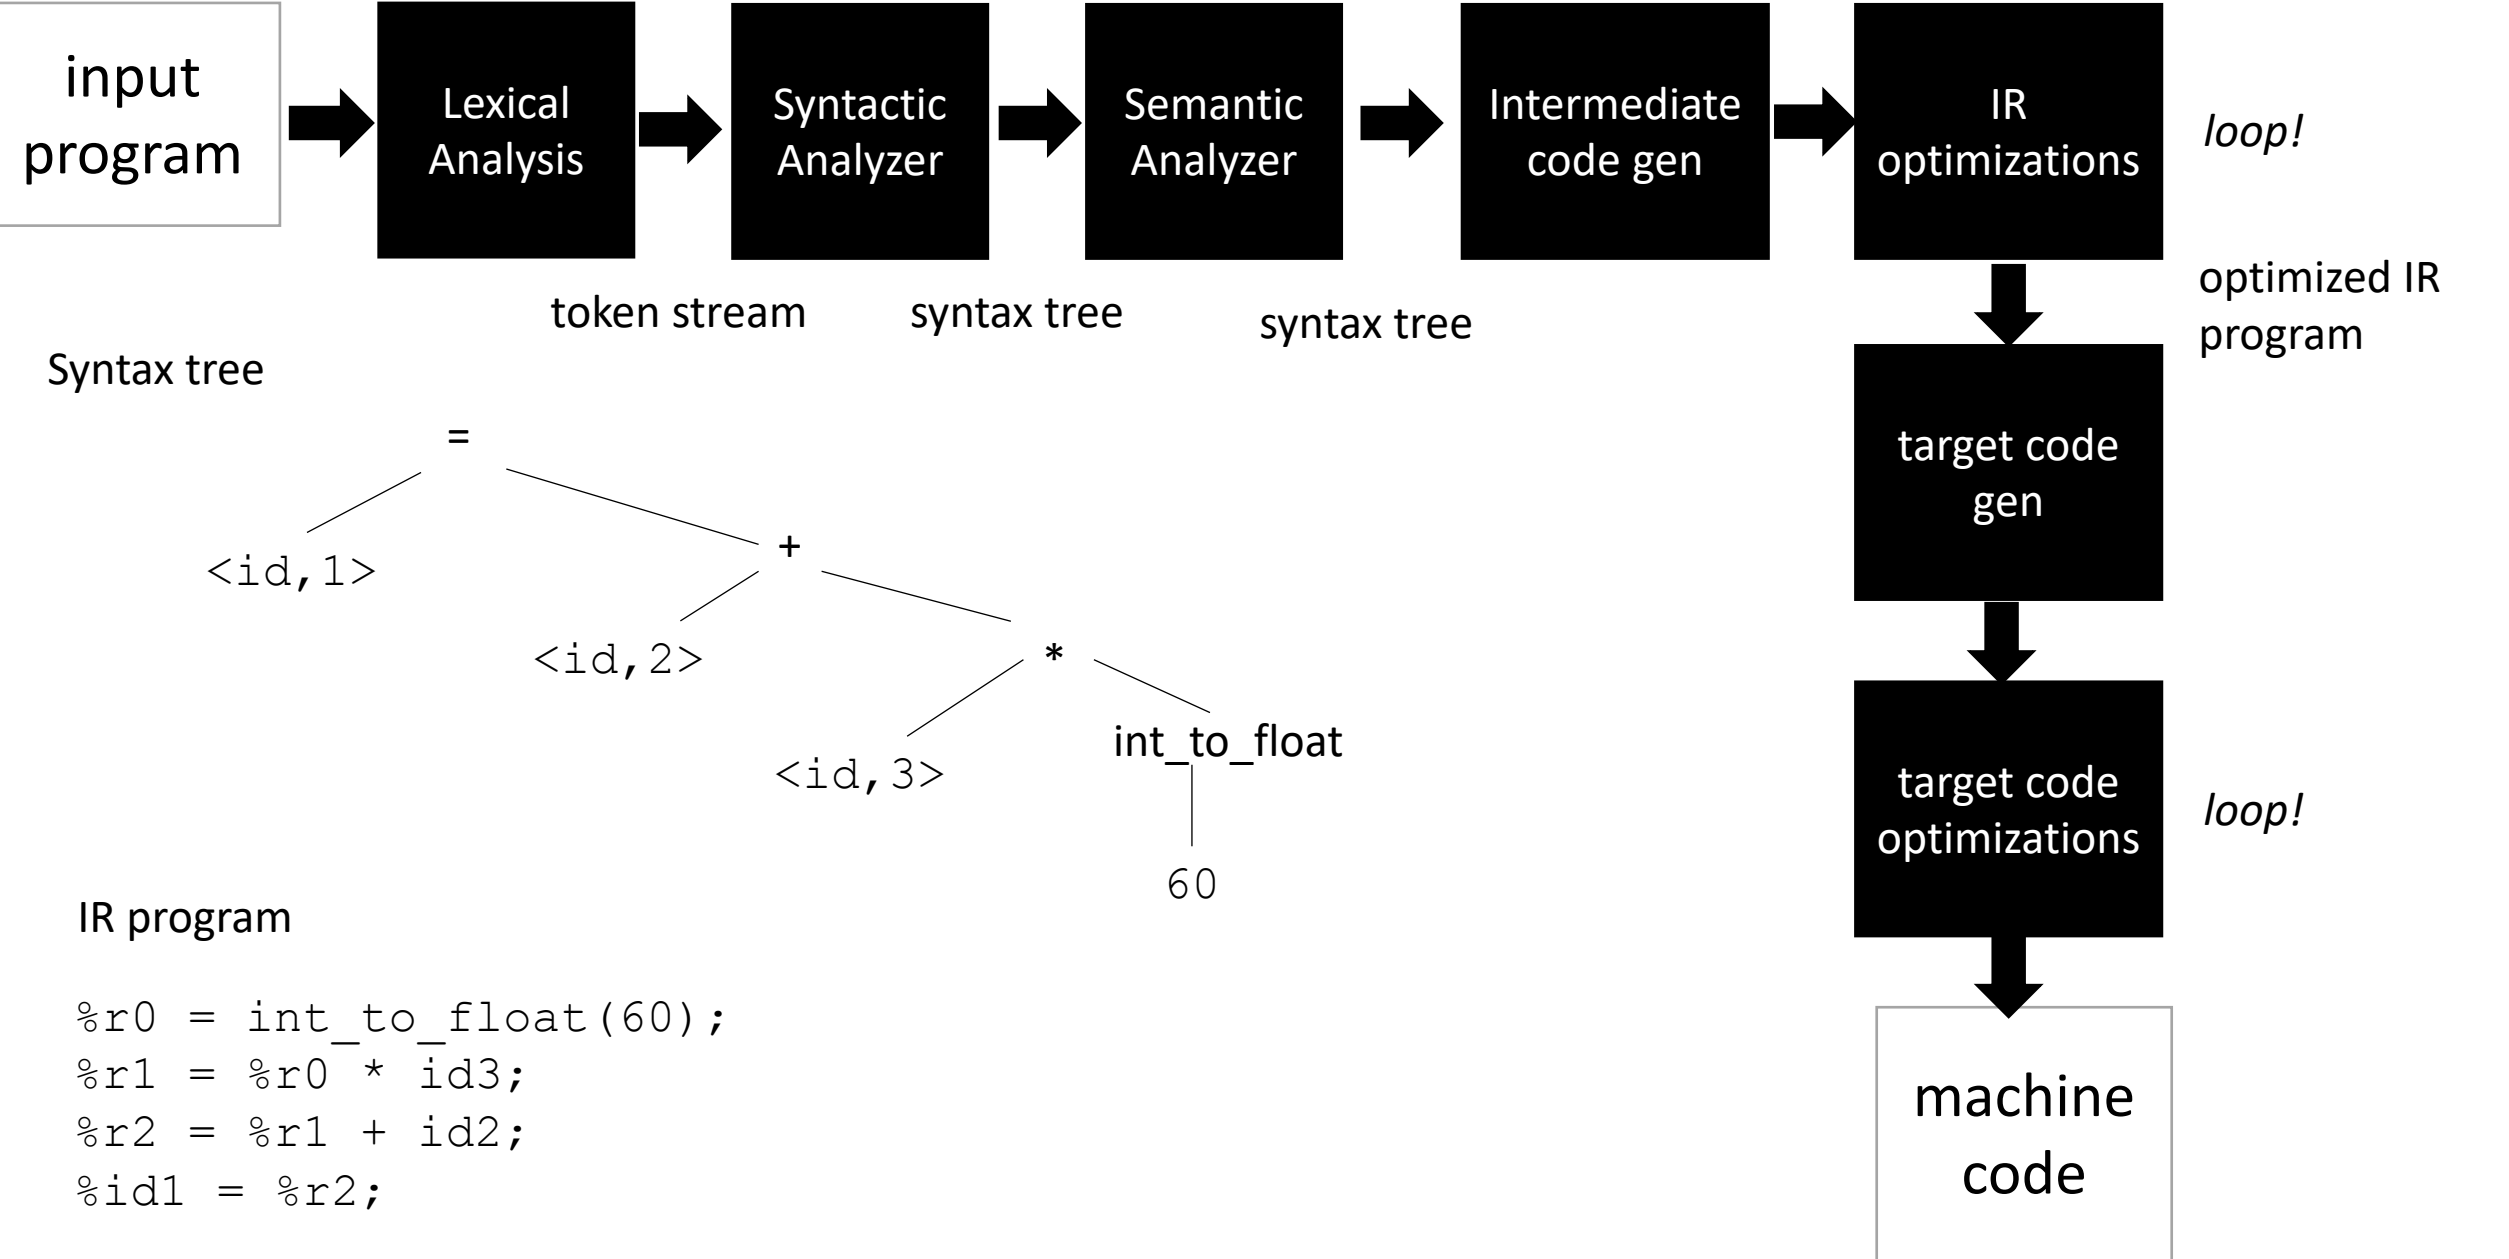 input
program
Lexical
Analysis
Syntactic
Analyzer
Semantic
Analyzer
Intermediate
code gen
IR
optimizations
loop!
token stream
syntax tree
syntax tree
optimized IR
program
Syntax tree
=
<id,1>
+
<id,2>
*
<id,3>
int_to_float
60
target code
gen
target code
optimizations
loop!
IR program
%r0 = int_to_float(60);
%r1 = %r0 * id3;
%r2 = %r1 + id2;
%id1 = %r2;
machine
code